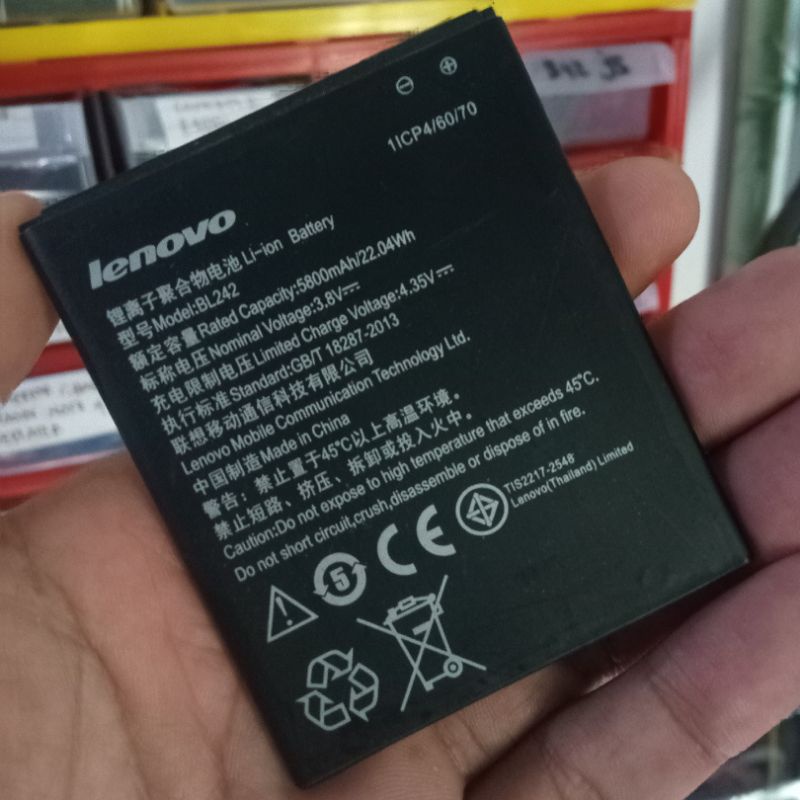 ⊖ ⊕
1ICP4/60/70
lenovo
锂离子聚合物电池 Li-ion Battery
型号Model:BL242
额定容量Rated Capacity:5800mAh/22.04Wh
标称电压Nominal Voltage:3.8V⎓
充电限制电压Limited Charge Voltage:4.35V⎓
执行标准Standard:GB/T 18287-2013
联想移动通信科技有限公司
Lenovo Mobile Communication Technology Ltd.
中国制造Made in China
警告：禁止置于45℃以上高温环境。
禁止短路、挤压、拆卸或投入火中。
Caution:Do not expose to high temperature that exceeds 45℃.
Do not short circuit,crush,disassemble or dispose of in fire.
5
CE
TIS2217-2548
Lenovo(Thailand) Limited